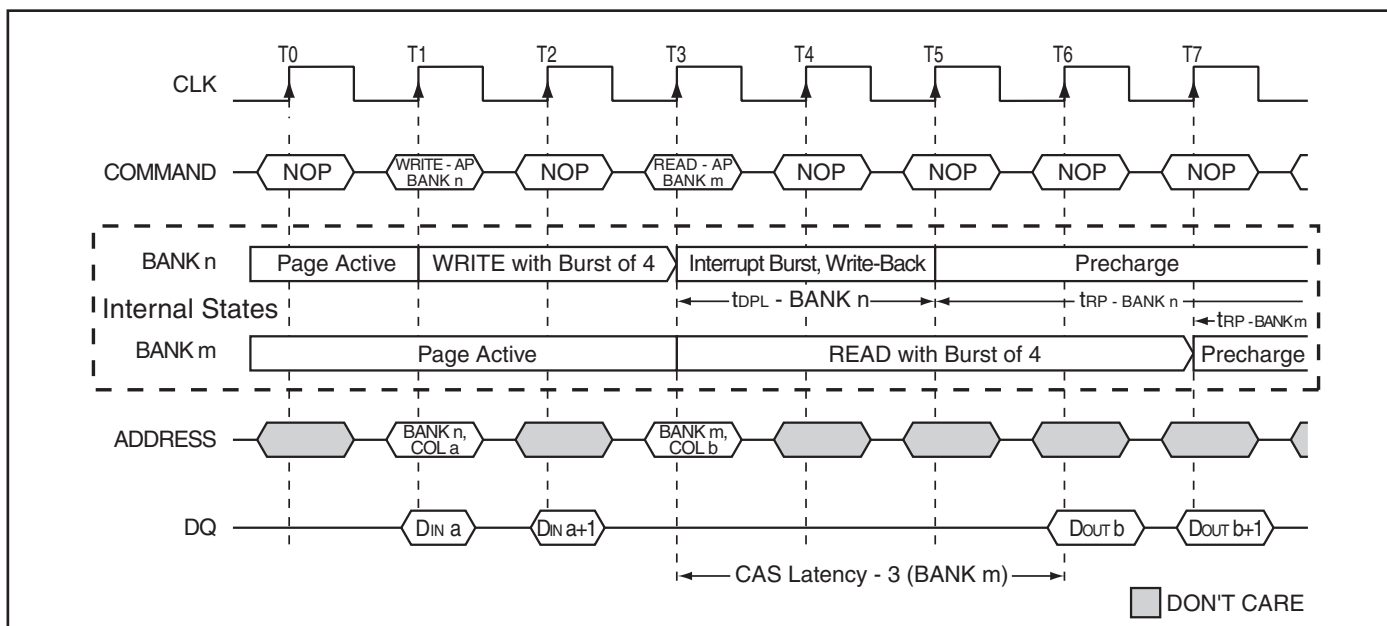 T0 T1 T2 T3 T4 T5 T6 T7
CLK
COMMAND NOP WRITE - AP BANK n NOP READ - AP BANK m NOP NOP NOP NOP
BANK n Page Active WRITE with Burst of 4 Interrupt Burst, Write-Back Precharge
tDPL - BANK n tRP - BANK n
Internal States
tRP - BANK m
BANK m Page Active READ with Burst of 4 Precharge
ADDRESS BANK n, COL a BANK m, COL b
DQ DIN a DIN a+1 DOUT b DOUT b+1
CAS Latency - 3 (BANK m)
DON'T CARE